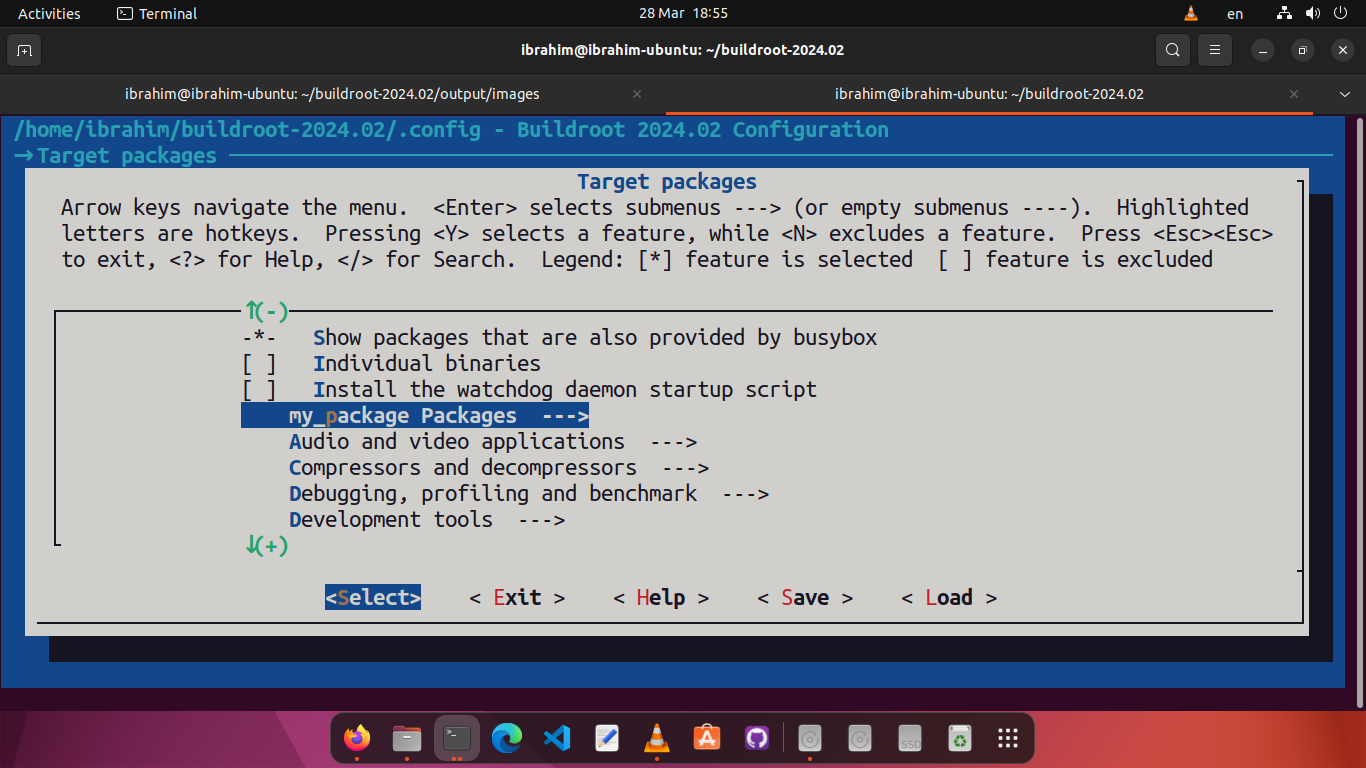 Activities
Terminal
28 Mar 18:55
en
ibrahim@ibrahim-ubuntu: ~/buildroot-2024.02
ibrahim@ibrahim-ubuntu: ~/buildroot-2024.02/output/images
ibrahim@ibrahim-ubuntu: ~/buildroot-2024.02
/home/ibrahim/buildroot-2024.02/.config - Buildroot 2024.02 Configuration
→Target packages
Target packages
Arrow keys navigate the menu.  <Enter> selects submenus ---> (or empty submenus ----).  Highlighted
letters are hotkeys.  Pressing <Y> selects a feature, while <N> excludes a feature.  Press <Esc><Esc>
to exit, <?> for Help, </> for Search.  Legend: [*] feature is selected  [ ] feature is excluded
↑(-)
-*-   Show packages that are also provided by busybox
[ ]   Individual binaries
[ ]   Install the watchdog daemon startup script
my_package Packages  --->
Audio and video applications  --->
Compressors and decompressors  --->
Debugging, profiling and benchmark  --->
Development tools  --->
↓(+)
<Select>    < Exit >    < Help >    < Save >    < Load >
SSD